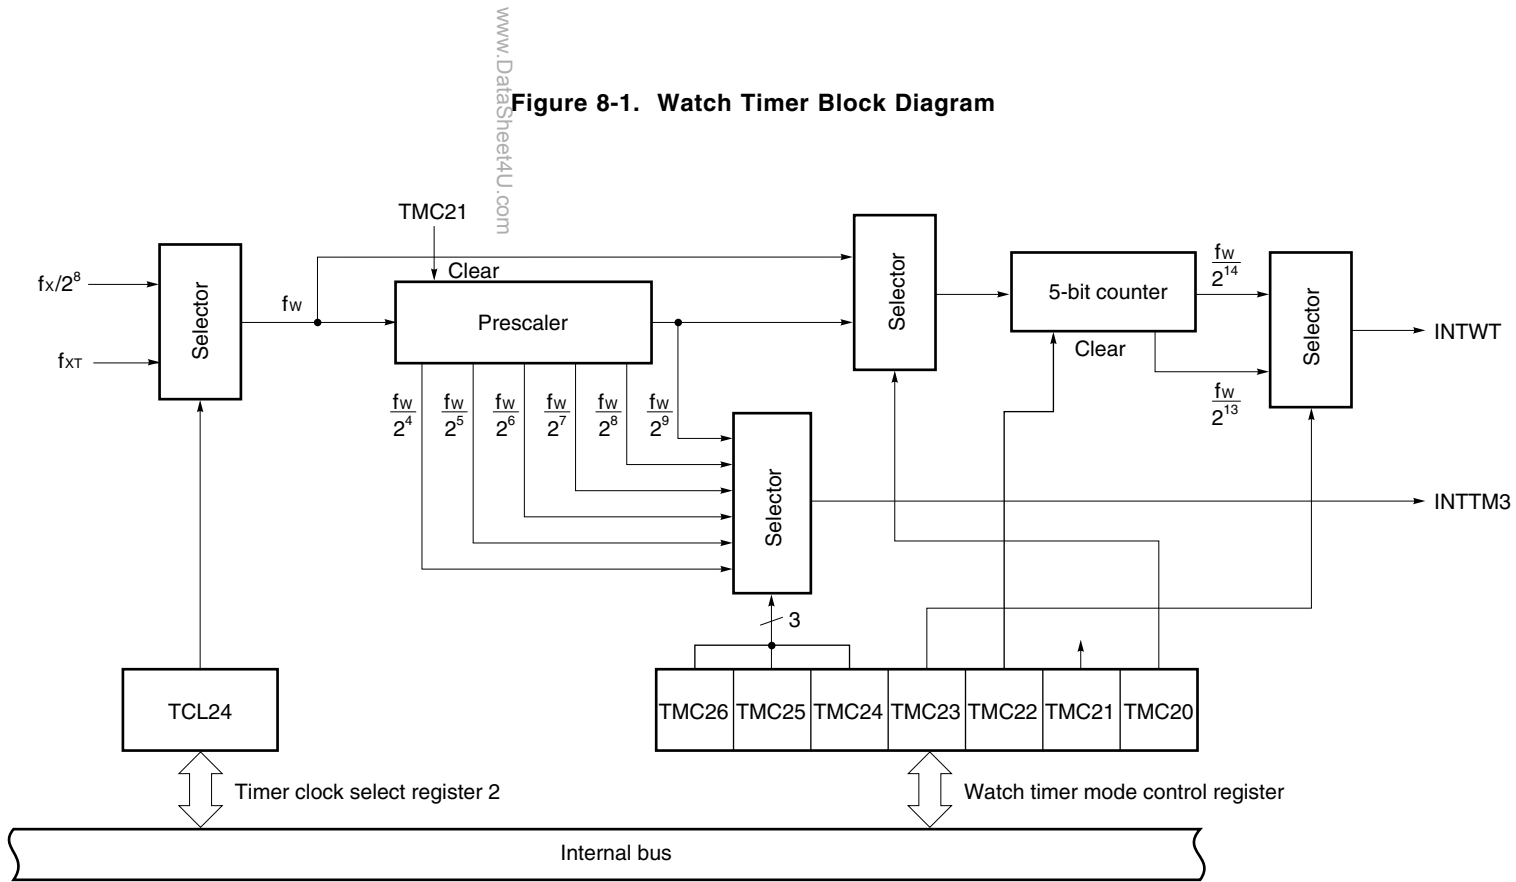 www.DataSheet4U.com
Figure 8-1. Watch Timer Block Diagram
TMC21
Clear
fX/2^8
fXT
Selector
fW
Prescaler
fW/2^4
fW/2^5
fW/2^6
fW/2^7
fW/2^8
fW/2^9
Selector
Selector
5-bit counter
Clear
fW/2^14
fW/2^13
Selector
INTWT
INTTM3
3
TCL24
TMC26 TMC25 TMC24 TMC23 TMC22 TMC21 TMC20
Timer clock select register 2
Watch timer mode control register
Internal bus